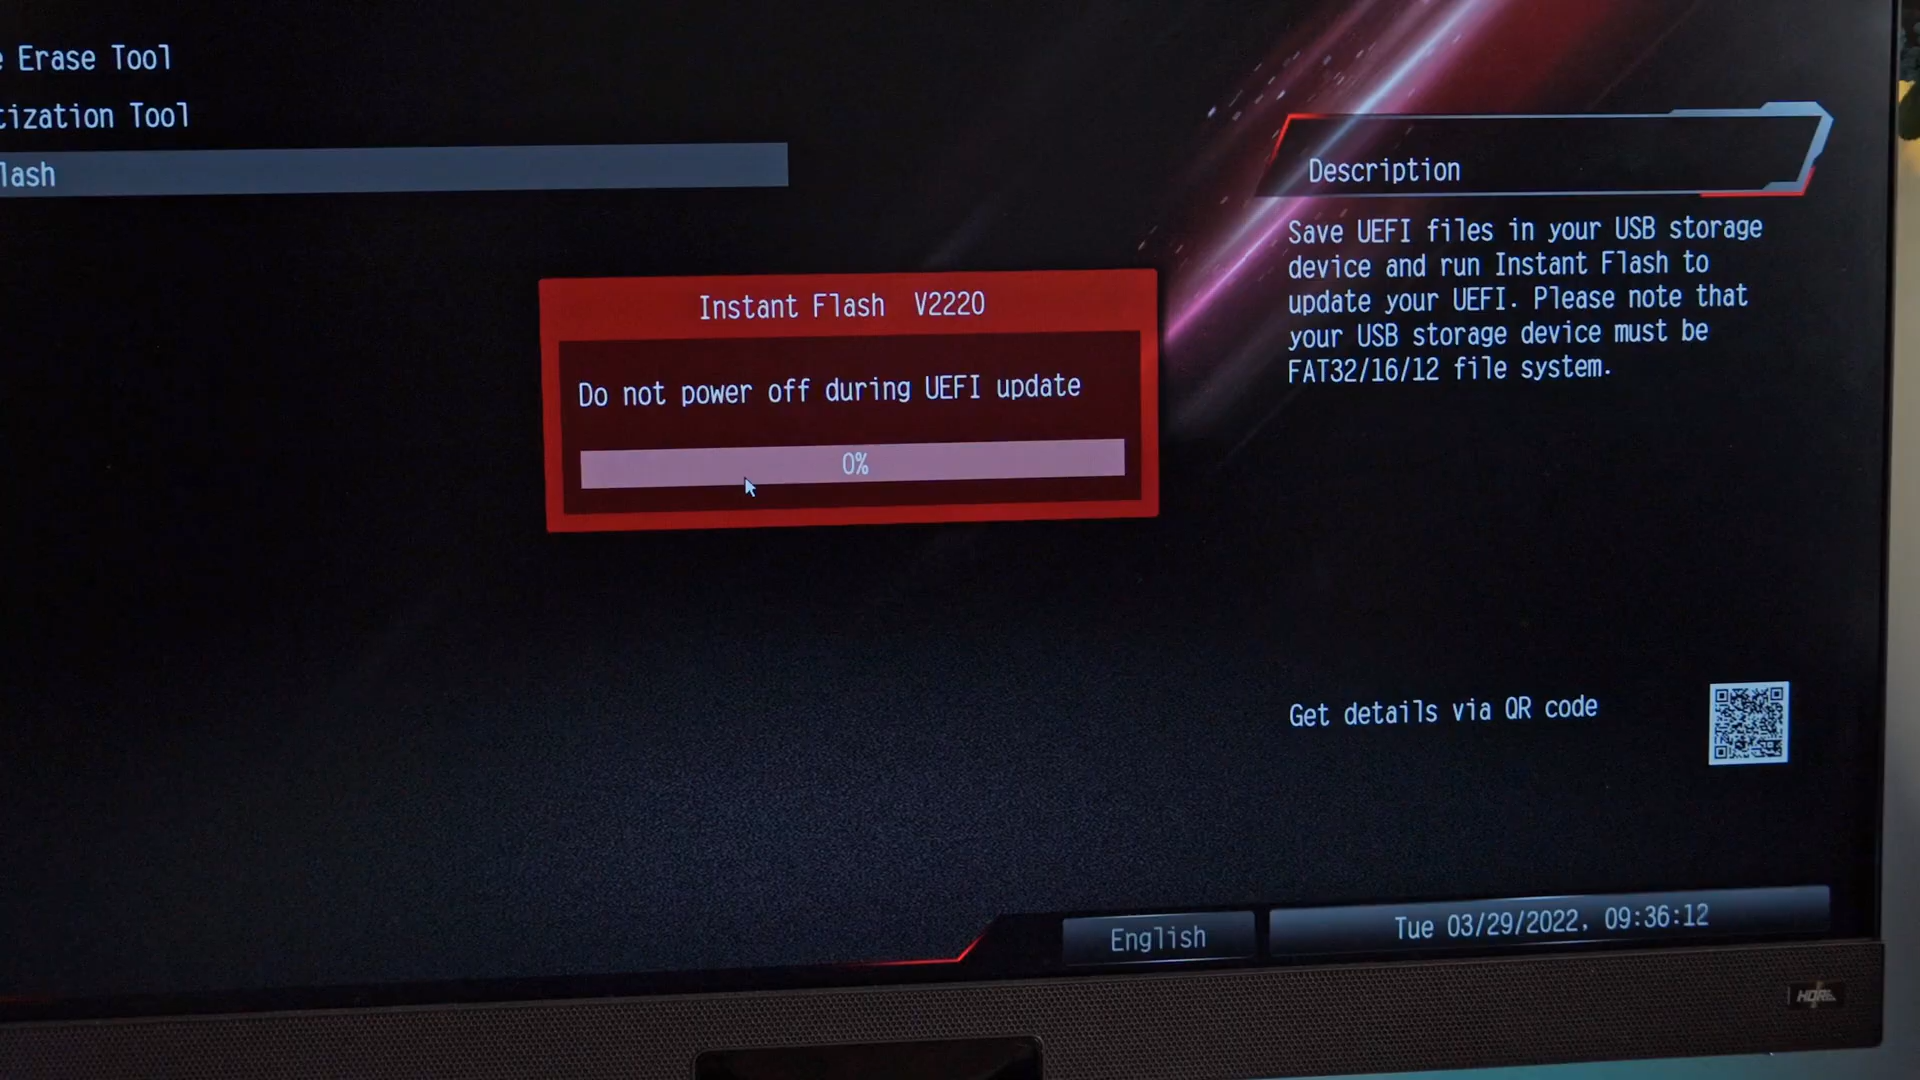 Erase Tool
tization Tool
lash
Description
Save UEFI files in your USB storage
device and run Instant Flash to
update your UEFI. Please note that
your USB storage device must be
FAT32/16/12 file system.
Instant Flash V2220
Do not power off during UEFI update
0%
Get details via QR code
English
Tue 03/29/2022, 09:36:12